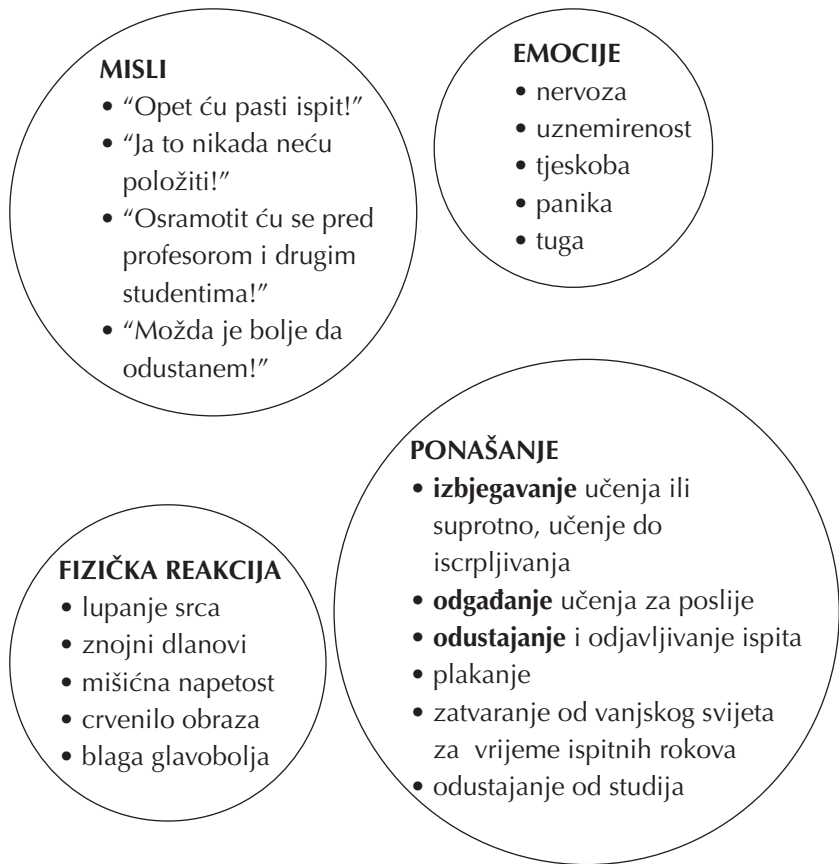 MISLI
• “Opet ću pasti ispit!”
• “Ja to nikada neću
položiti!”
• “Osramotit ću se pred
profesorom i drugim
studentima!”
• “Možda je bolje da
odustanem!”
EMOCIJE
• nervoza
• uznemirenost
• tjeskoba
• panika
• tuga
FIZIČKA REAKCIJA
• lupanje srca
• znojni dlanovi
• mišićna napetost
• crvenilo obraza
• blaga glavobolja
PONAŠANJE
• izbjegavanje učenja ili
suprotno, učenje do
iscrpljivanja
• odgađanje učenja za poslije
• odustajanje i odjavljivanje ispita
• plakanje
• zatvaranje od vanjskog svijeta
za vrijeme ispitnih rokova
• odustajanje od studija